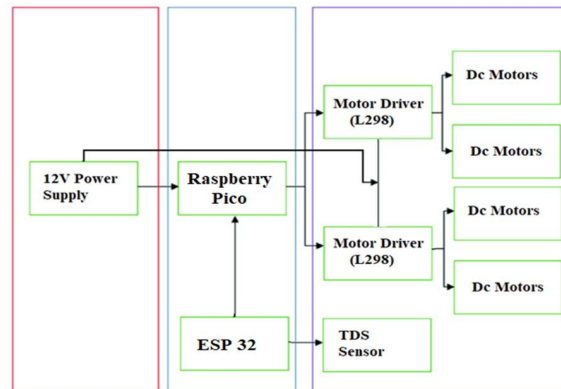 Dc Motors
Motor Driver
(L298)
Dc Motors
12V Power
Supply
Raspberry
Pico
Dc Motors
Motor Driver
(L298)
Dc Motors
ESP 32
TDS
Sensor